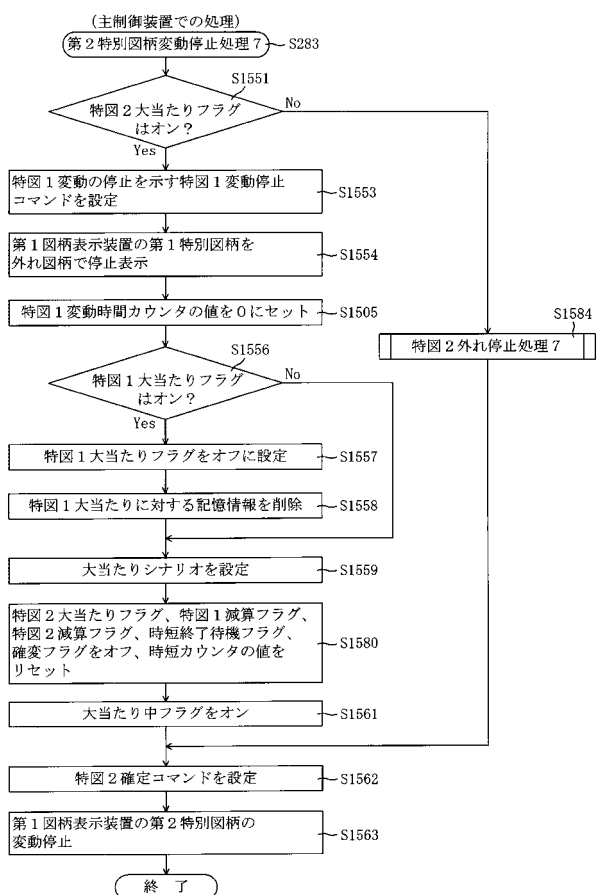 (主制御装置での処理)
第2特別図柄変動停止処理7
S283
S1551
特図2大当たりフラグ
はオン?
No
Yes
特図1変動の停止を示す特図1変動停止
コマンドを設定
S1553
第1図柄表示装置の第1特別図柄を
外れ図柄で停止表示
S1554
特図1変動時間カウンタの値を0にセット
S1505
S1584
特図2外れ停止処理7
S1556
特図1大当たりフラグ
はオン?
No
Yes
特図1大当たりフラグをオフに設定
S1557
特図1大当たりに対する記憶情報を削除
S1558
大当たりシナリオを設定
S1559
特図2大当たりフラグ、特図1減算フラグ、
特図2減算フラグ、時短終了待機フラグ、
確変フラグをオフ、時短カウンタの値を
リセット
S1580
大当たり中フラグをオン
S1561
特図2確定コマンドを設定
S1562
第1図柄表示装置の第2特別図柄の
変動停止
S1563
終 了